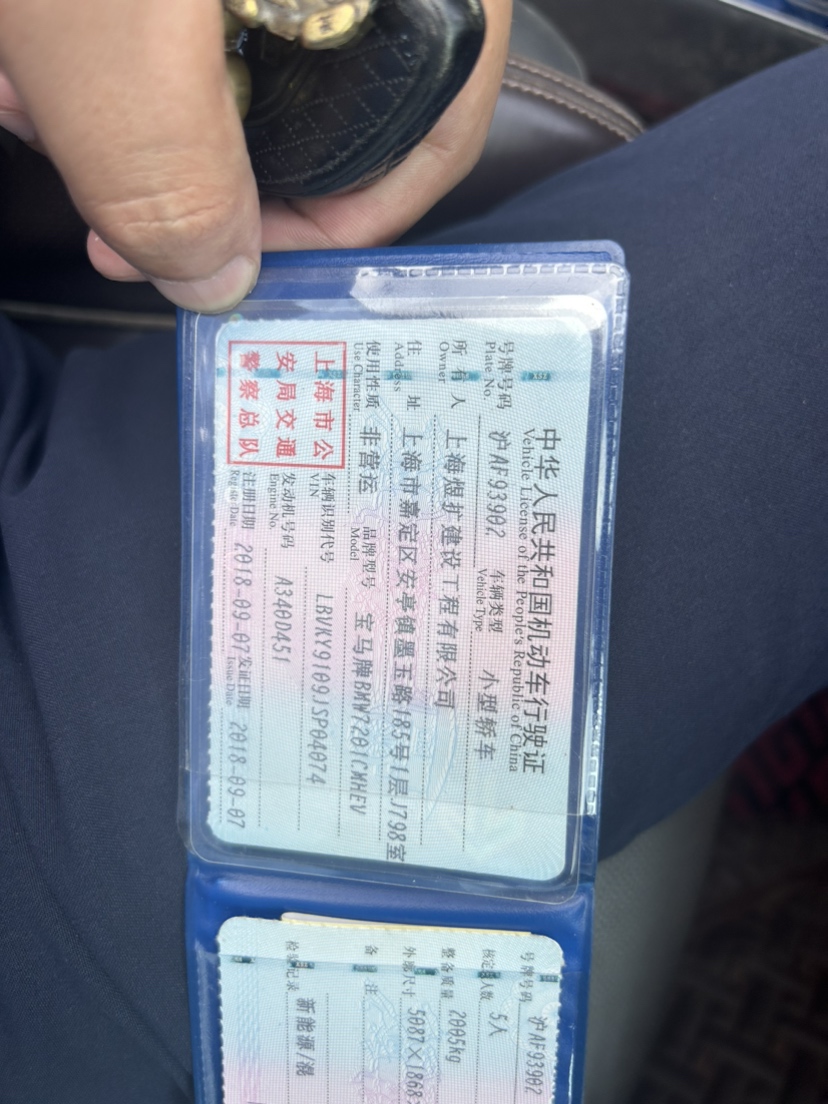 中华人民共和国机动车行驶证
Vehicle License of the People's Republic of China
号牌号码 沪AF93902 车辆类型 小型轿车
Plate No. Vehicle Type
所有人 上海煜扩建设工程有限公司
Owner
住址 上海市嘉定区安亭镇墨玉路185号1层J798室
Address
使用性质 非营运 品牌型号 宝马牌BMW7201CMHEV
Use Character Model
上海市公
安局交通
警察总队
车辆识别代号 LBVKY9109JSP04074
VIN
发动机号码 A340D451
Engine No.
注册日期 2018-09-07 发证日期 2018-09-07
Register Date Issue Date
号牌号码 沪AF93902
核定载人数 5人
整备质量 2005kg
外廓尺寸 5087×1868
备注
检验记录 新能源/混